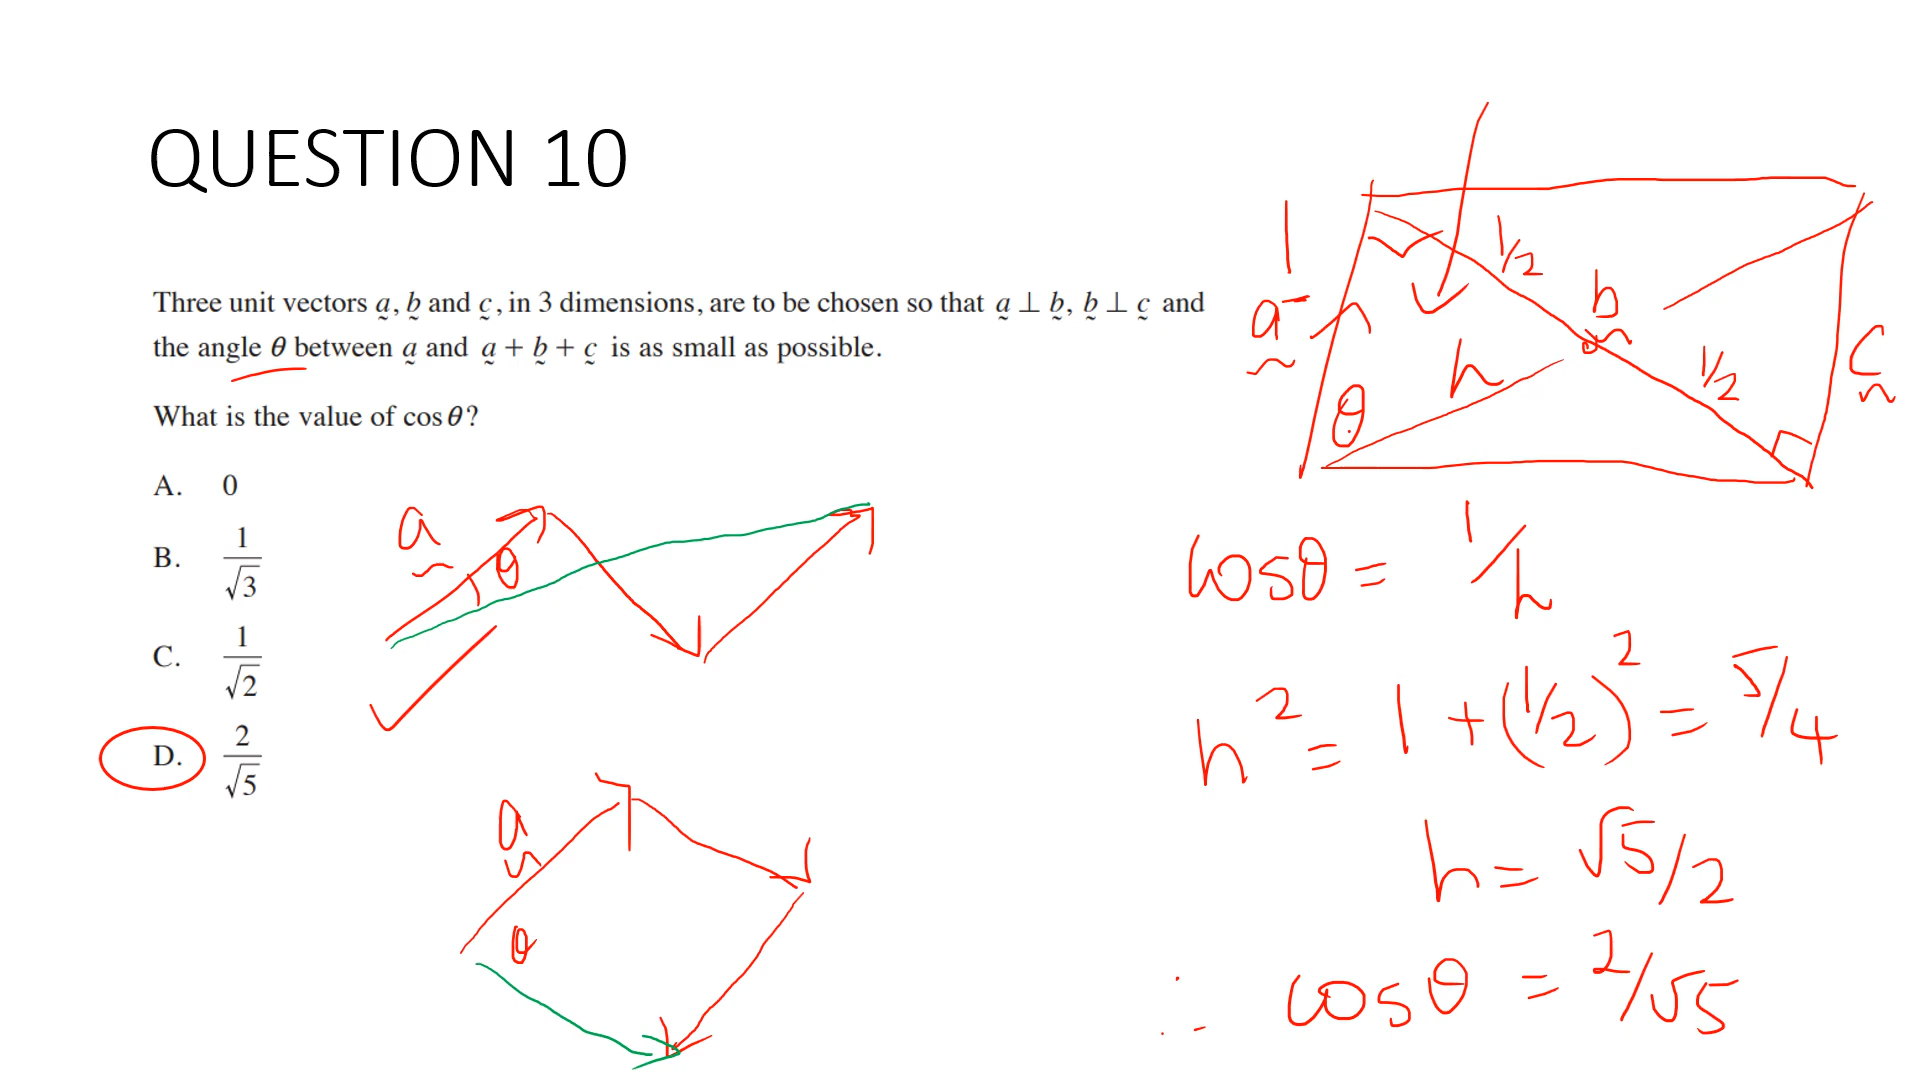 QUESTION 10
Three unit vectors a, b and c, in 3 dimensions, are to be chosen so that a ⊥ b, b ⊥ c and
the angle θ between a and a + b + c is as small as possible.
What is the value of cos θ?
A. 0
B. 1/√3
C. 1/√2
D. 2/√5
a
θ
a
θ
1
a
θ
h
1/2
b
1/2
c
cosθ = 1/h
h² = 1 + (1/2)² = 5/4
h = √5/2
∴ cosθ = 2/√5